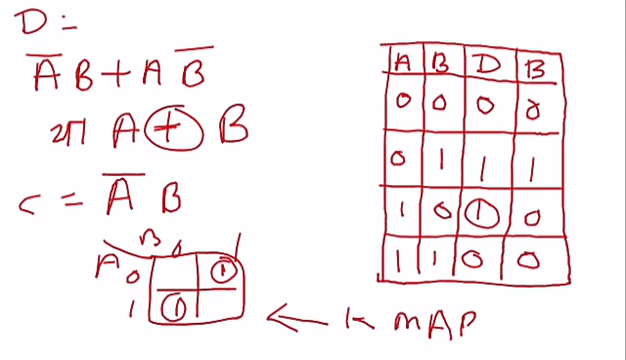 D :-
A̅ B + A B̅
ম A ⊕ B
C = A̅ B
B 0 1
A 0 1
1 1
← K MAP
A B D B
0 0 0 0
0 1 1 1
1 0 1 0
1 1 0 0